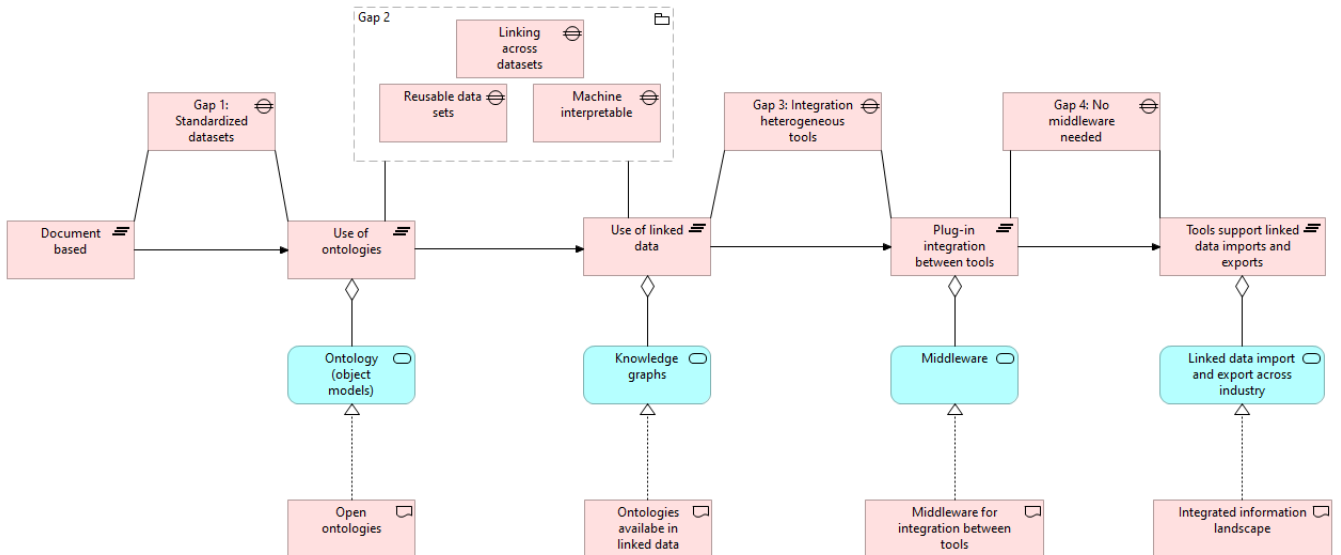 Gap 2
Linking
across
datasets
Reusable data
sets
Machine
interpretable
Gap 1:
Standardized
datasets
Gap 3: Integration
heterogeneous
tools
Gap 4: No
middleware
needed
Document
based
Use of
ontologies
Use of linked
data
Plug-in
integration
between tools
Tools support linked
data imports and
exports
Ontology
(object
models)
Knowledge
graphs
Middleware
Linked data import
and export across
industry
Open
ontologies
Ontologies
availabe in
linked data
Middleware for
integration between
tools
Integrated information
landscape